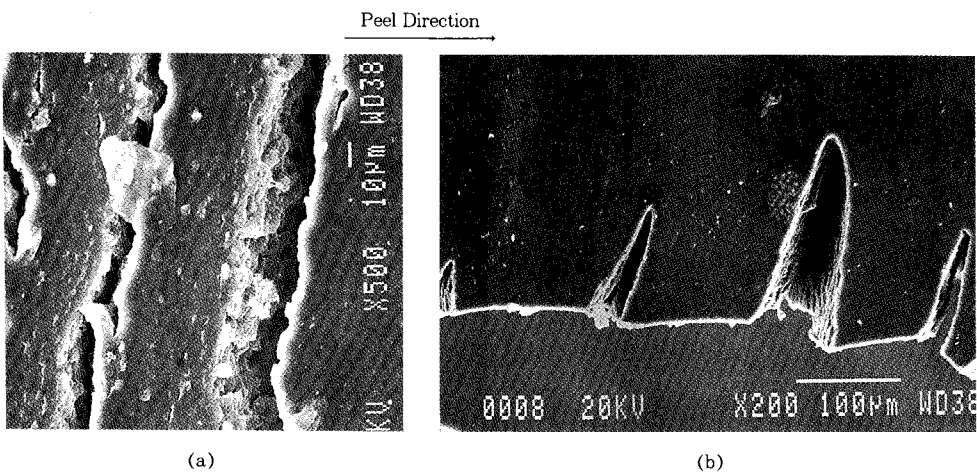 Peel Direction
KV. X500 10μm WD38
0008 20KV X200 100μm WD38
(a)
(b)